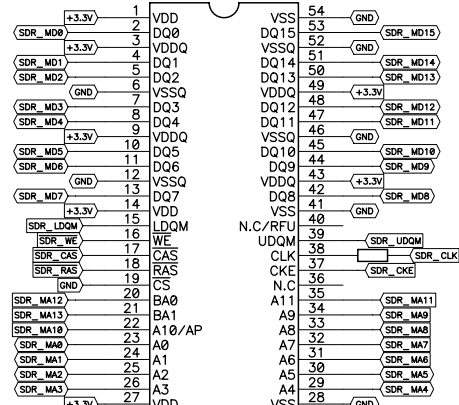 +3.3V 1 VDD VSS 54 GND
SDR_MD0 2 DQ0 DQ15 53 SDR_MD15
+3.3V 3 VDDQ VSSQ 52 GND
SDR_MD1 4 DQ1 DQ14 51 SDR_MD14
SDR_MD2 5 DQ2 DQ13 50 SDR_MD13
GND 6 VSSQ VDDQ 49 +3.3V
SDR_MD3 7 DQ3 DQ12 48 SDR_MD12
SDR_MD4 8 DQ4 DQ11 47 SDR_MD11
+3.3V 9 VDDQ VSSQ 46 GND
SDR_MD5 10 DQ5 DQ10 45 SDR_MD10
SDR_MD6 11 DQ6 DQ9 44 SDR_MD9
GND 12 VSSQ VDDQ 43 +3.3V
SDR_MD7 13 DQ7 DQ8 42 SDR_MD8
+3.3V 14 VDD VSS 41 GND
SDR_LDQM 15 LDQM N.C/RFU 40
SDR_WE 16 WE UDQM 39 SDR_UDQM
SDR_CAS 17 CAS CLK 38 SDR_CLK
SDR_RAS 18 RAS CKE 37 SDR_CKE
GND 19 CS N.C 36
SDR_MA12 20 BA0 A11 35 SDR_MA11
SDR_MA13 21 BA1 A9 34 SDR_MA9
SDR_MA10 22 A10/AP A8 33 SDR_MA8
SDR_MA0 23 A0 A7 32 SDR_MA7
SDR_MA1 24 A1 A6 31 SDR_MA6
SDR_MA2 25 A2 A5 30 SDR_MA5
SDR_MA3 26 A3 A4 29 SDR_MA4
+3.3V 27 VDD VSS 28 GND